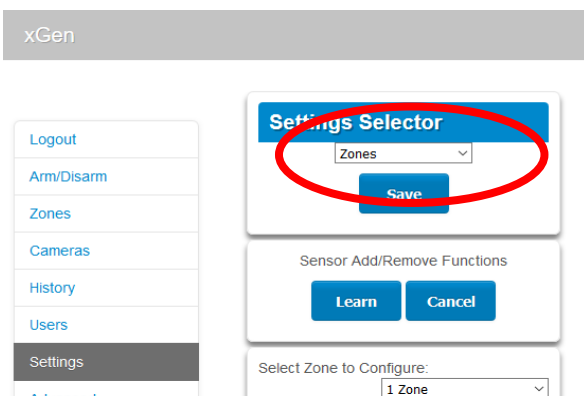 xGen
Logout
Arm/Disarm
Zones
Cameras
History
Users
Settings
Settings Selector
Zones
Save
Sensor Add/Remove Functions
Learn Cancel
Select Zone to Configure:
1 Zone